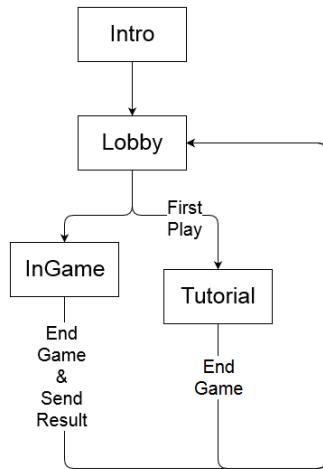 Intro
Lobby
First
Play
InGame
Tutorial
End
Game
&
Send
Result
End
Game